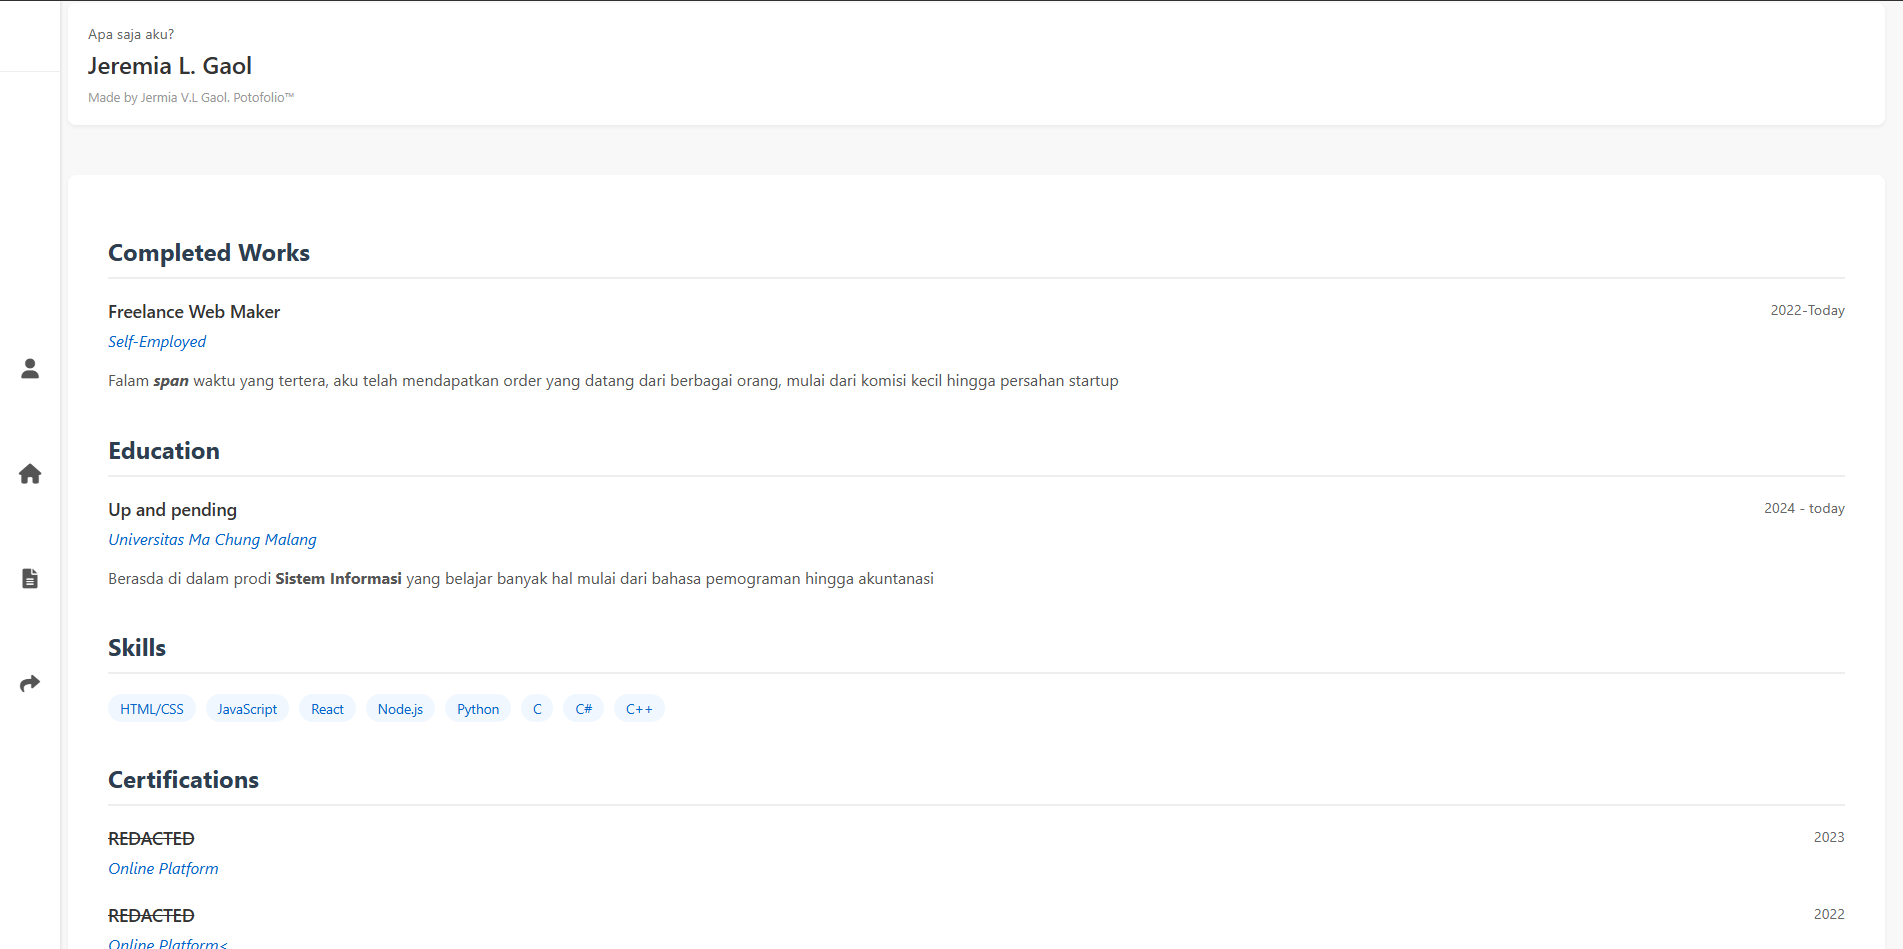 Apa saja aku?
Jeremia L. Gaol
Made by Jermia V.L Gaol. Potofolio™
Completed Works
Freelance Web Maker
2022-Today
Self-Employed
Falam span waktu yang tertera, aku telah mendapatkan order yang datang dari berbagai orang, mulai dari komisi kecil hingga persahan startup
Education
Up and pending
2024 - today
Universitas Ma Chung Malang
Berasda di dalam prodi Sistem Informasi yang belajar banyak hal mulai dari bahasa pemograman hingga akuntanasi
Skills
HTML/CSS JavaScript React Node.js Python C C# C++
Certifications
REDACTED
2023
Online Platform
REDACTED
2022
Online Platform<